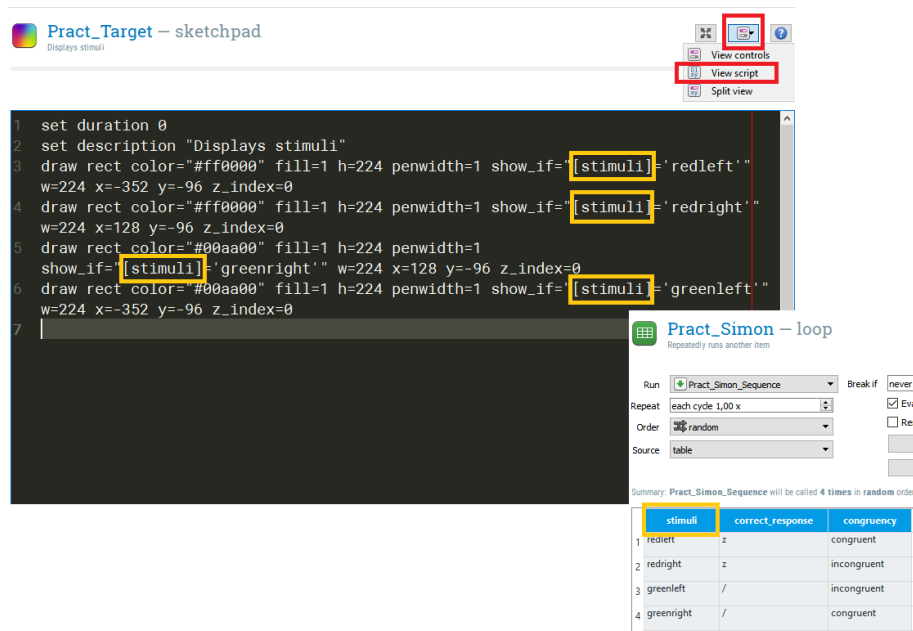 Pract_Target — sketchpad
Displays stimuli
View controls
View script
Split view
1 set duration 0
2 set description "Displays stimuli"
3 draw rect color="#ff0000" fill=1 h=224 penwidth=1 show_if="[stimuli]='redleft'"
w=224 x=-352 y=-96 z_index=0
4 draw rect color="#ff0000" fill=1 h=224 penwidth=1 show_if="[stimuli]='redright'"
w=224 x=128 y=-96 z_index=0
5 draw rect color="#00aa00" fill=1 h=224 penwidth=1
show_if="[stimuli]='greenright'" w=224 x=128 y=-96 z_index=0
6 draw rect color="#00aa00" fill=1 h=224 penwidth=1 show_if="[stimuli]='greenleft'"
w=224 x=-352 y=-96 z_index=0
7
Pract_Simon — loop
Repeatedly runs another item
Run Pract_Simon_Sequence Break if never
Repeat each cycle 1,00 x Eva
Order random Re
Source table
Summary: Pract_Simon_Sequence will be called 4 times in random order
stimuli correct_response congruency
1 redleft z congruent
2 redright z incongruent
3 greenleft / incongruent
4 greenright / congruent